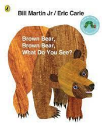 Bill Martin Jr / Eric Carle
Brown Bear,
Brown Bear,
What Do You See?